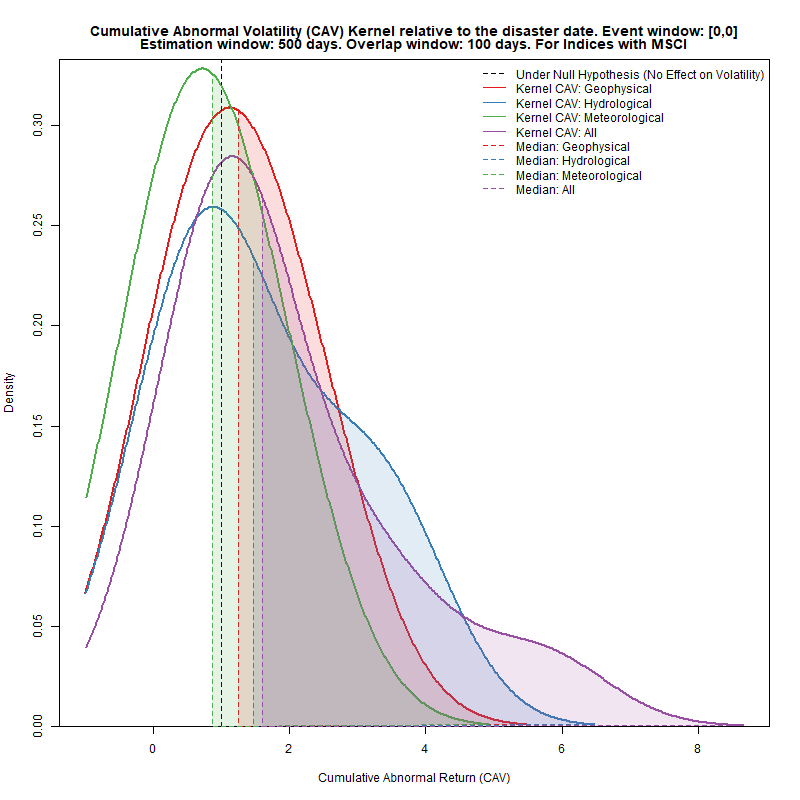 Cumulative Abnormal Volatility (CAV) Kernel relative to the disaster date. Event window: [0,0]
Estimation window: 500 days. Overlap window: 100 days. For Indices with MSCI
Under Null Hypothesis (No Effect on Volatility)
Kernel CAV: Geophysical
Kernel CAV: Hydrological
Kernel CAV: Meteorological
Kernel CAV: All
Median: Geophysical
Median: Hydrological
Median: Meteorological
Median: All
Density
0.30
0.25
0.20
0.15
0.10
0.05
0.00
0 2 4 6 8
Cumulative Abnormal Return (CAV)